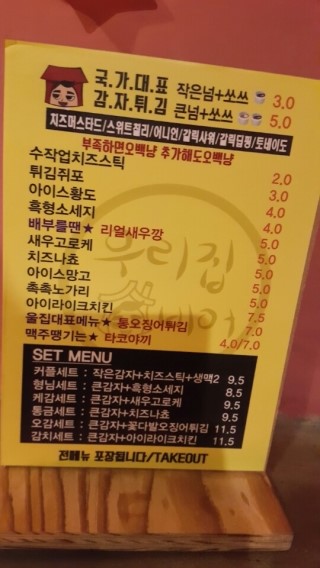 국.가.대.표 작은넘+쏘쓰 3.0
감.자.튀.김 큰넘+쏘쓰 5.0
치즈머스타드/스위트칠리/어니언/갈릭사워/갈릭딥핑/토네이도
부족하면오백냥 추가해도오백냥
수작업치즈스틱 2.0
튀김쥐포 3.0
아이스황도 4.0
흑형소세지 4.0
배부를땐★ 리얼새우깡 5.0
새우고로케 5.0
치즈나쵸 5.0
아이스망고 5.0
촉촉노가리 5.0
아이라이크치킨 7.5
울집대표메뉴★ 통오징어튀김 7.0
맥주땡기는★ 타코야끼 4.0/7.0
우리집
SET MENU
커플세트 : 작은감자+치즈스틱+생맥2 9.5
형님세트 : 큰감자+흑형소세지 8.5
케감세트 : 큰감자+새우고로케 9.5
통금세트 : 큰감자+치즈나쵸 9.5
오감세트 : 큰감자+꽃다발오징어튀김 11.5
감치세트 : 큰감자+아이라이크치킨 11.5
전메뉴 포장됩니다/TAKEOUT